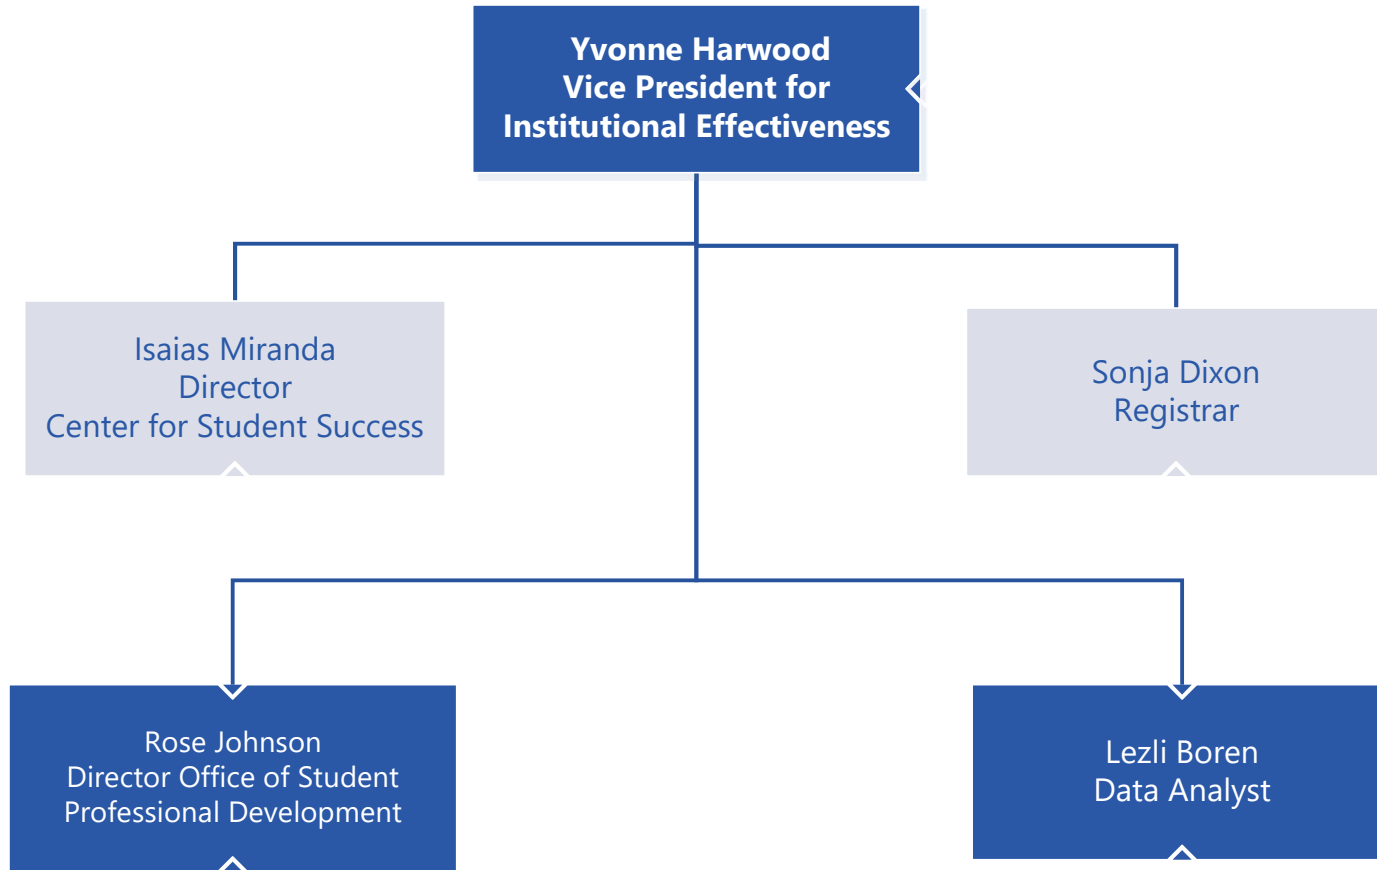 Yvonne Harwood
Vice President for
Institutional Effectiveness
Isaias Miranda
Director
Center for Student Success
Sonja Dixon
Registrar
Rose Johnson
Director Office of Student
Professional Development
Lezli Boren
Data Analyst